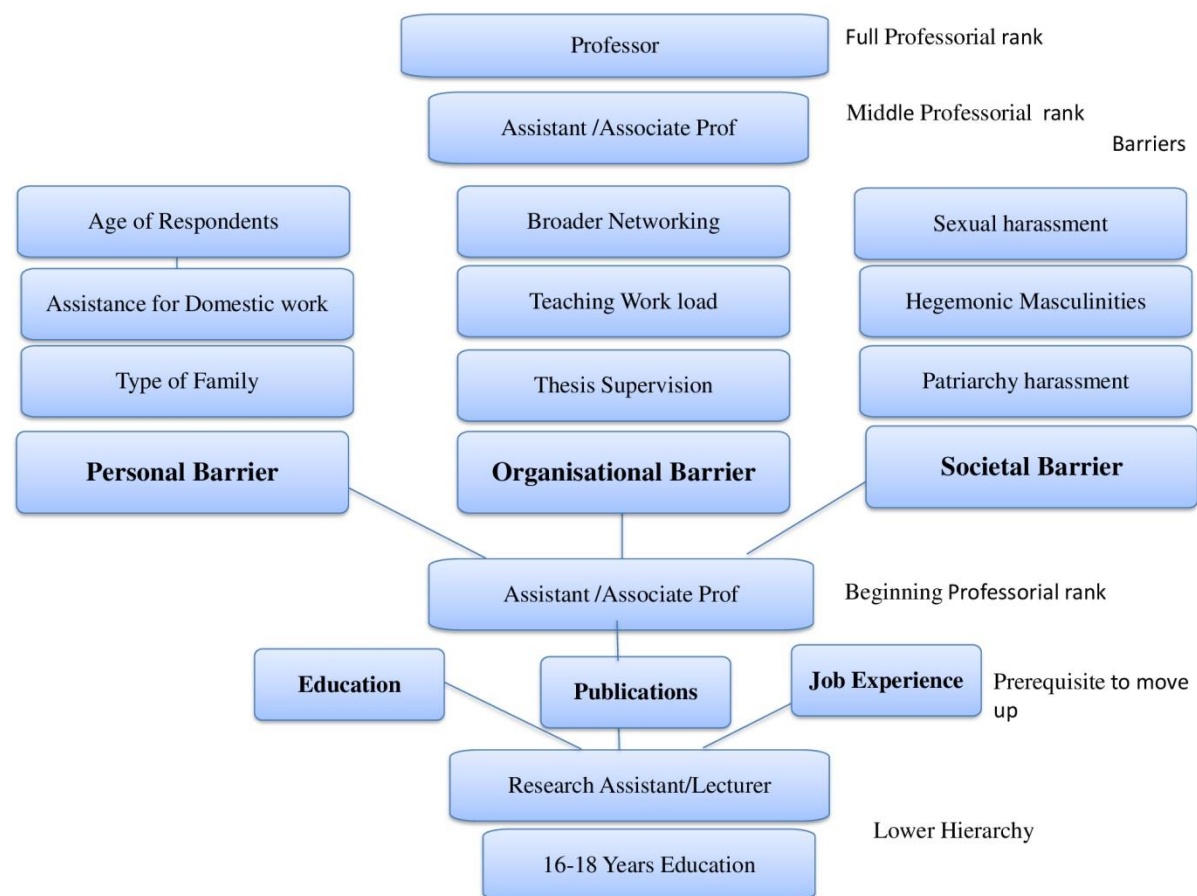 Professor
Full Professorial rank
Assistant /Associate Prof
Middle Professorial rank
Barriers
Age of Respondents
Broader Networking
Sexual harassment
Assistance for Domestic work
Teaching Work load
Hegemonic Masculinities
Type of Family
Thesis Supervision
Patriarchy harassment
Personal Barrier
Organisational Barrier
Societal Barrier
Assistant /Associate Prof
Beginning Professorial rank
Education
Publications
Job Experience
Prerequisite to move
up
Research Assistant/Lecturer
Lower Hierarchy
16-18 Years Education